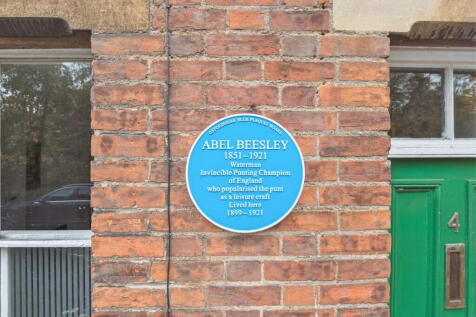 OXFORDSHIRE BLUE PLAQUES BOARD
ABEL BEESLEY
1851–1921
Waterman
Invincible Punting Champion
of England
who popularised the punt
as a leisure craft
Lived here
1899–1921
4